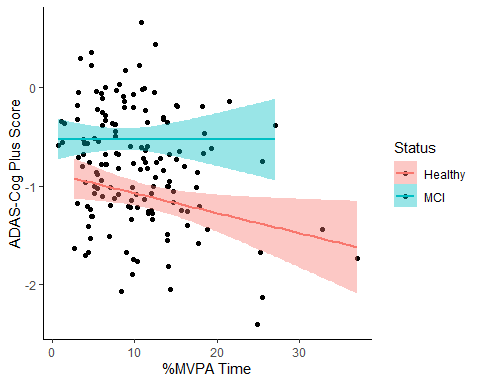 ADAS-Cog Plus Score
0
-1
-2
0
10
20
30
%MVPA Time
Status
Healthy
MCI